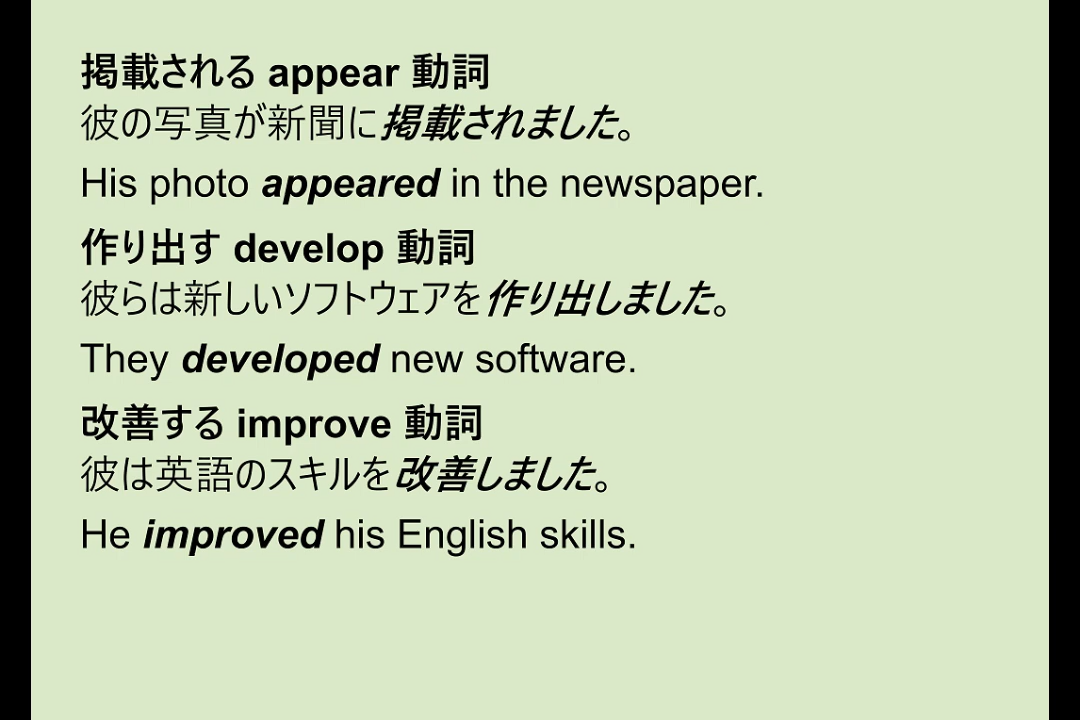 掲載される appear 動詞
彼の写真が新聞に掲載されました。
His photo appeared in the newspaper.
作り出す develop 動詞
彼らは新しいソフトウェアを作り出しました。
They developed new software.
改善する improve 動詞
彼は英語のスキルを改善しました。
He improved his English skills.